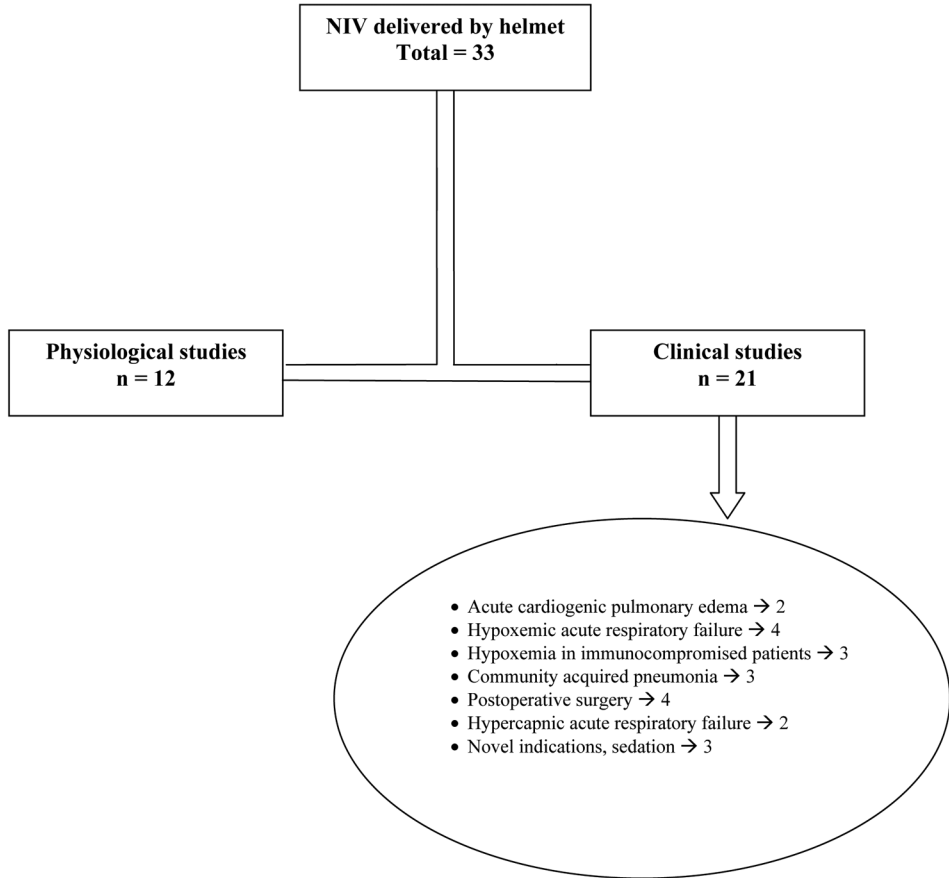 NIV delivered by helmet
Total = 33
Physiological studies
n = 12
Clinical studies
n = 21
• Acute cardiogenic pulmonary edema → 2
• Hypoxemic acute respiratory failure → 4
• Hypoxemia in immunocompromised patients → 3
• Community acquired pneumonia → 3
• Postoperative surgery → 4
• Hypercapnic acute respiratory failure → 2
• Novel indications, sedation → 3